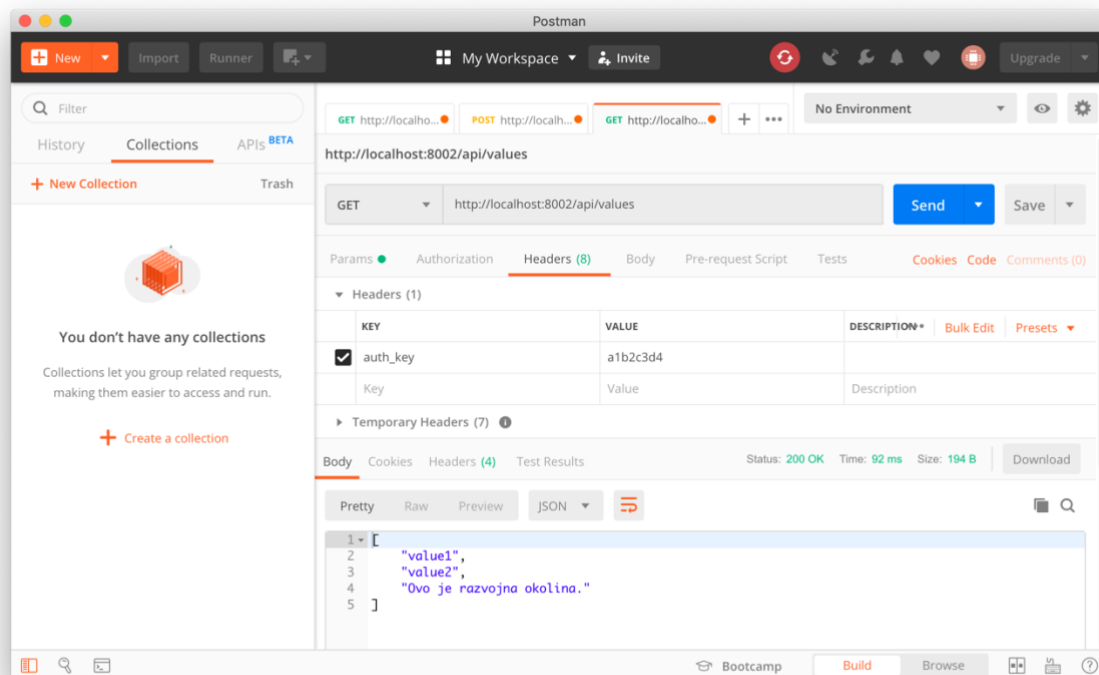 Postman
New Import Runner My Workspace Invite Upgrade
Filter
History Collections APIs BETA
New Collection Trash
You don't have any collections
Collections let you group related requests,
making them easier to access and run.
Create a collection
GET http://localho... POST http://localh... GET http://localho... + ••• No Environment
http://localhost:8002/api/values
GET http://localhost:8002/api/values Send Save
Params Authorization Headers (8) Body Pre-request Script Tests Cookies Code Comments (0)
Headers (1)
KEY VALUE DESCRIPTION Bulk Edit Presets
auth_key a1b2c3d4
Key Value Description
Temporary Headers (7)
Body Cookies Headers (4) Test Results Status: 200 OK Time: 92 ms Size: 194 B Download
Pretty Raw Preview JSON
1 [
2 "value1",
3 "value2",
4 "Ovo je razvojna okolina."
5 ]
Bootcamp Build Browse